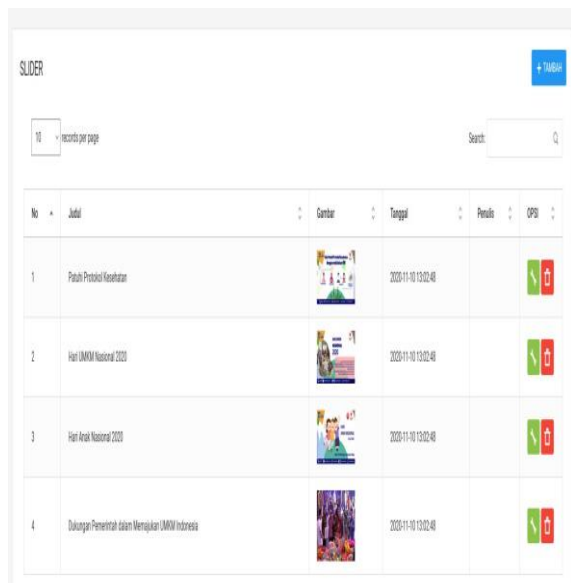 SLIDER
+ TAMBAH
10 records per page
Search:
No Judul Gambar Tanggal Penulis OPSI
1 Patuhi Protokol Kesehatan 2020-11-10 13:02:48
2 Hari UMKM Nasional 2020 2020-11-10 13:02:48
3 Hari Anak Nasional 2020 2020-11-10 13:02:48
4 Dukungan Pemerintah dalam Memajukan UMKM Indonesia 2020-11-10 13:02:48